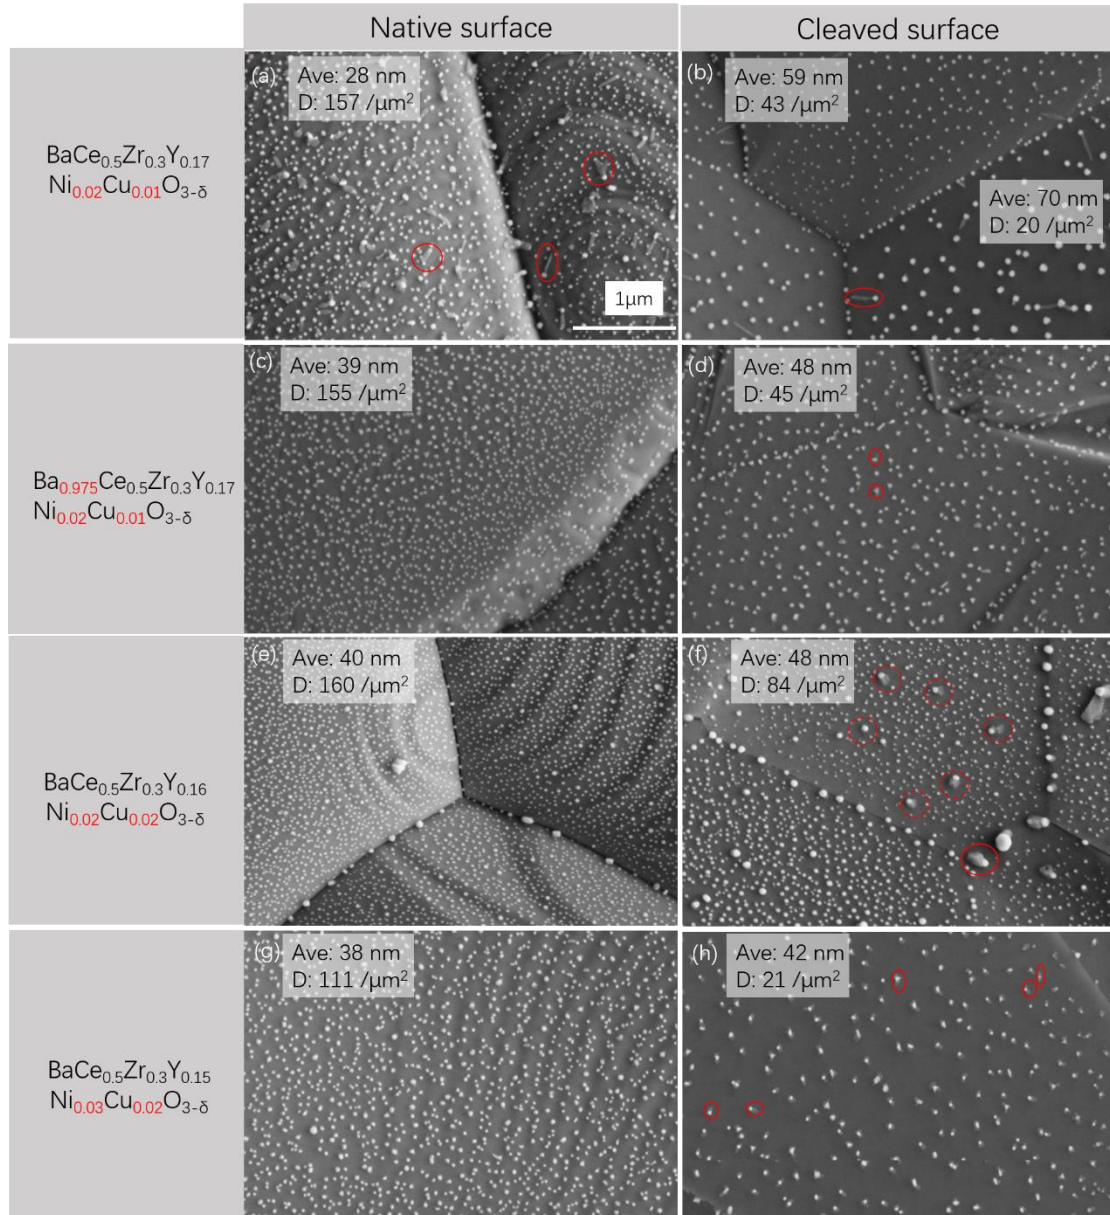 Native surface
Cleaved surface
BaCe₀.₅Zr₀.₃Y₀.₁₇
Ni₀.₀₂Cu₀.₀₁O₃₋δ
(a)
Ave: 28 nm
D: 157 /μm²
1μm
(b)
Ave: 59 nm
D: 43 /μm²
Ave: 70 nm
D: 20 /μm²
Ba₀.₉₇₅Ce₀.₅Zr₀.₃Y₀.₁₇
Ni₀.₀₂Cu₀.₀₁O₃₋δ
(c)
Ave: 39 nm
D: 155 /μm²
(d)
Ave: 48 nm
D: 45 /μm²
BaCe₀.₅Zr₀.₃Y₀.₁₆
Ni₀.₀₂Cu₀.₀₂O₃₋δ
(e)
Ave: 40 nm
D: 160 /μm²
(f)
Ave: 48 nm
D: 84 /μm²
BaCe₀.₅Zr₀.₃Y₀.₁₅
Ni₀.₀₃Cu₀.₀₂O₃₋δ
(g)
Ave: 38 nm
D: 111 /μm²
(h)
Ave: 42 nm
D: 21 /μm²